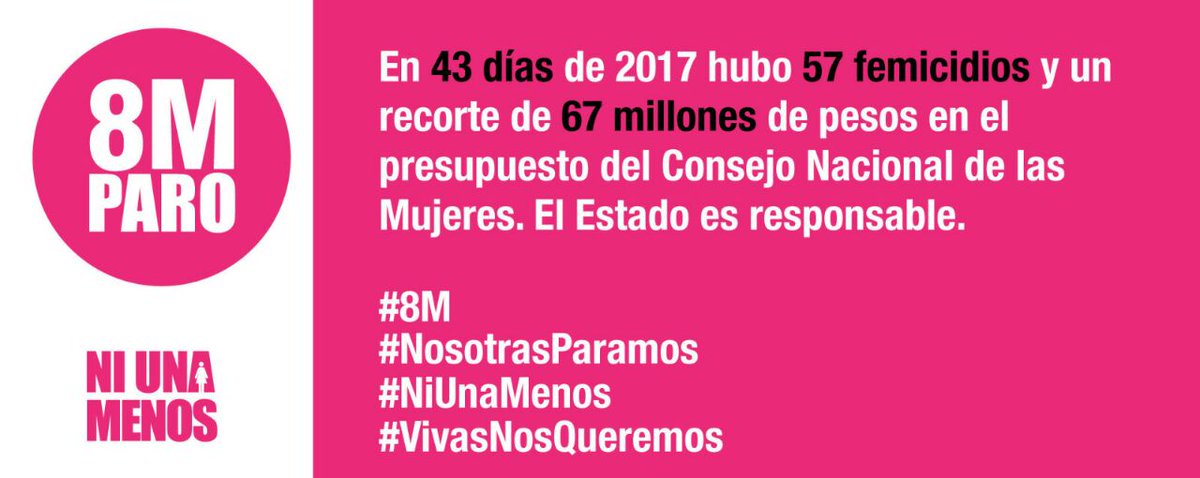 8M
PARO
NI UNA
MENOS
En 43 días de 2017 hubo 57 femicidios y un
recorte de 67 millones de pesos en el
presupuesto del Consejo Nacional de las
Mujeres. El Estado es responsable.
#8M
#NosotrasParamos
#NiUnaMenos
#VivasNosQueremos